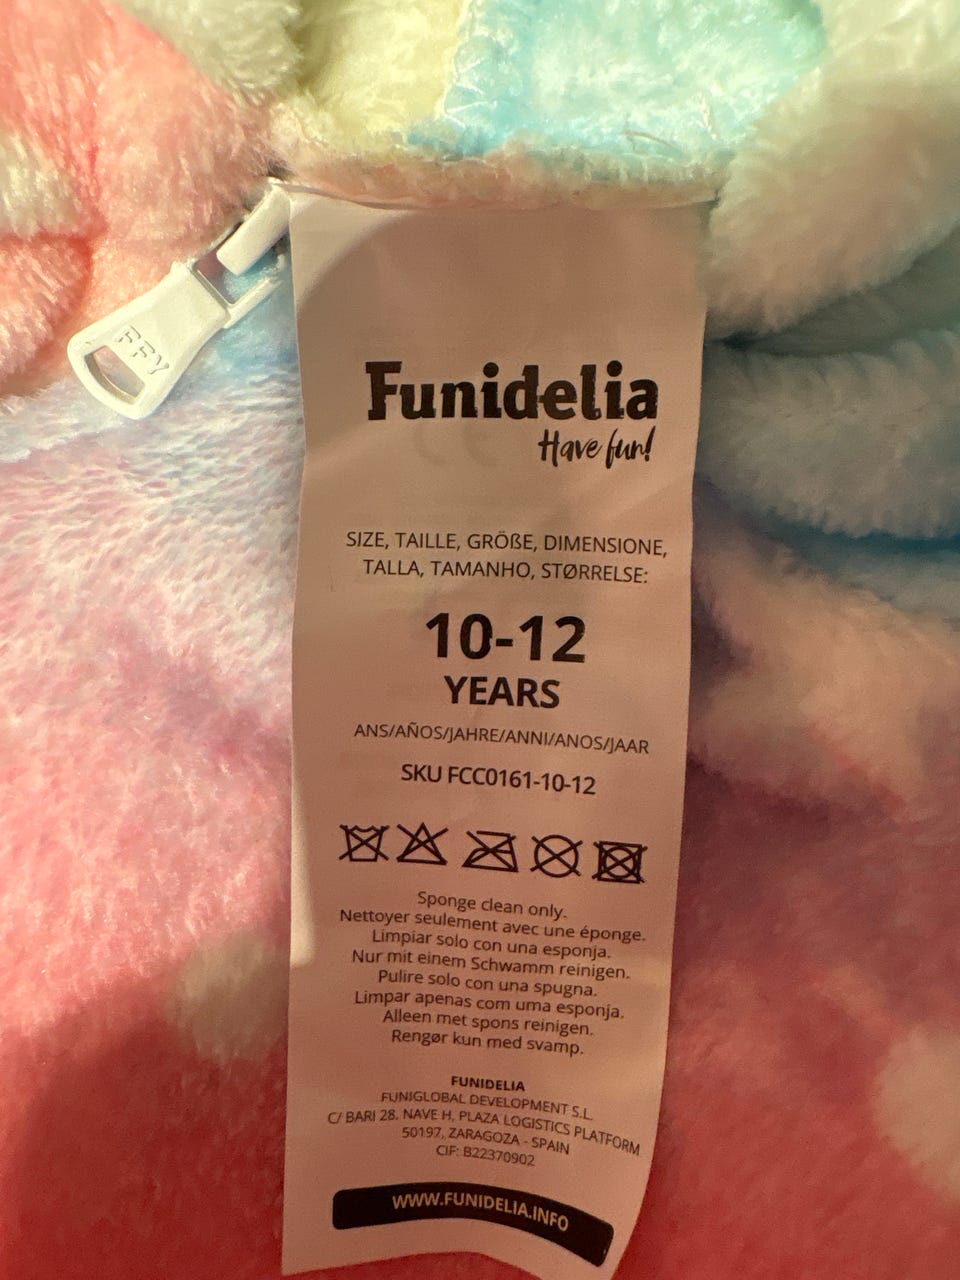 FFY
Funidelia
Have fun!
SIZE, TAILLE, GRÖßE, DIMENSIONE,
TALLA, TAMANHO, STØRRELSE:
10-12
YEARS
ANS/AÑOS/JAHRE/ANNI/ANOS/JAAR
SKU FCC0161-10-12
Sponge clean only.
Nettoyer seulement avec une éponge.
Limpiar solo con una esponja.
Nur mit einem Schwamm reinigen.
Pulire solo con una spugna.
Limpar apenas com uma esponja.
Alleen met spons reinigen.
Rengør kun med svamp.
FUNIDELIA
FUNIGLOBAL DEVELOPMENT S.L.
C/ BARI 28. NAVE H, PLAZA LOGISTICS PLATFORM
50197, ZARAGOZA - SPAIN
CIF: B22370902
WWW.FUNIDELIA.INFO